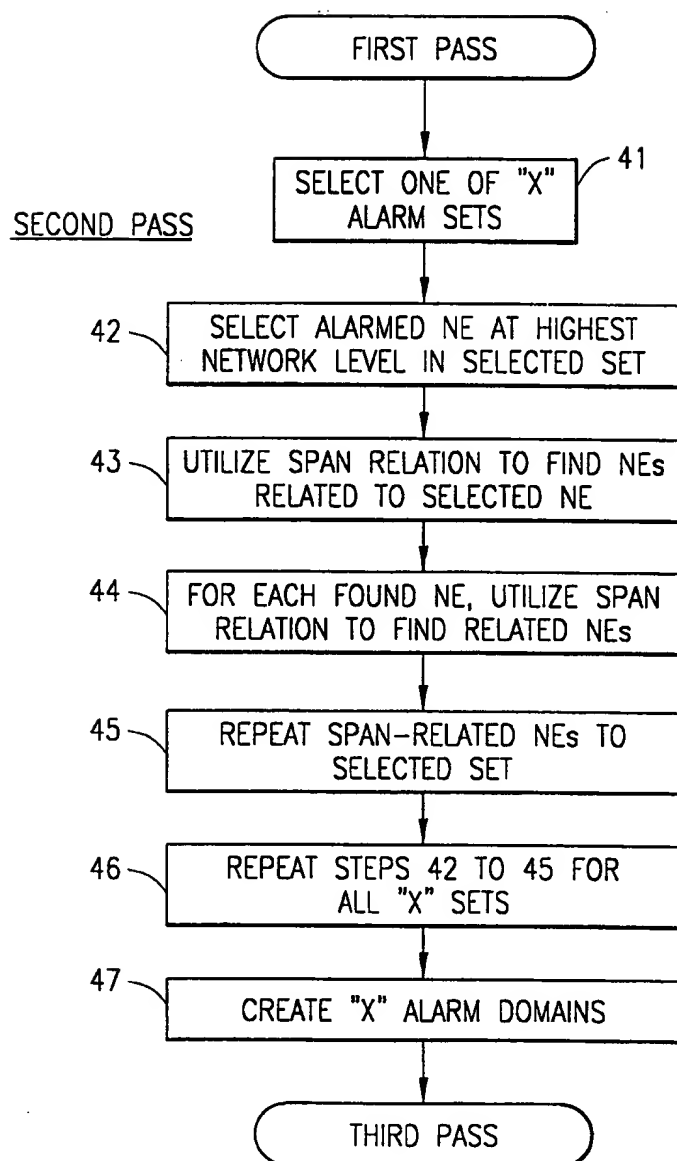 FIRST PASS
SELECT ONE OF "X"
ALARM SETS
41
SECOND PASS
42
SELECT ALARMED NE AT HIGHEST
NETWORK LEVEL IN SELECTED SET
43
UTILIZE SPAN RELATION TO FIND NEs
RELATED TO SELECTED NE
44
FOR EACH FOUND NE, UTILIZE SPAN
RELATION TO FIND RELATED NEs
45
REPEAT SPAN-RELATED NEs TO
SELECTED SET
46
REPEAT STEPS 42 TO 45 FOR
ALL "X" SETS
47
CREATE "X" ALARM DOMAINS
THIRD PASS